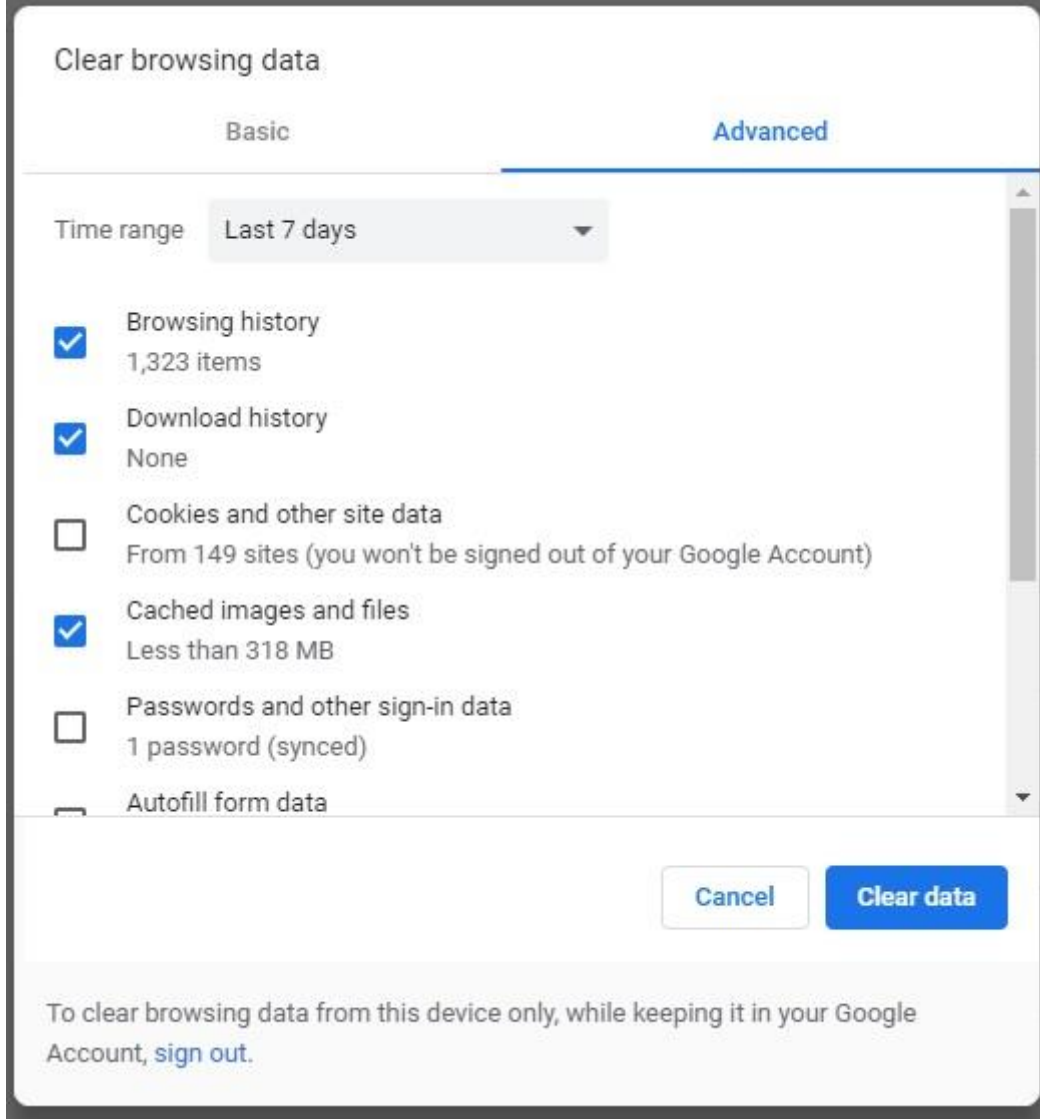 Clear browsing data
Basic
Advanced
Time range
Last 7 days
Browsing history
1,323 items
Download history
None
Cookies and other site data
From 149 sites (you won't be signed out of your Google Account)
Cached images and files
Less than 318 MB
Passwords and other sign-in data
1 password (synced)
Autofill form data
Cancel
Clear data
To clear browsing data from this device only, while keeping it in your Google
Account, sign out.